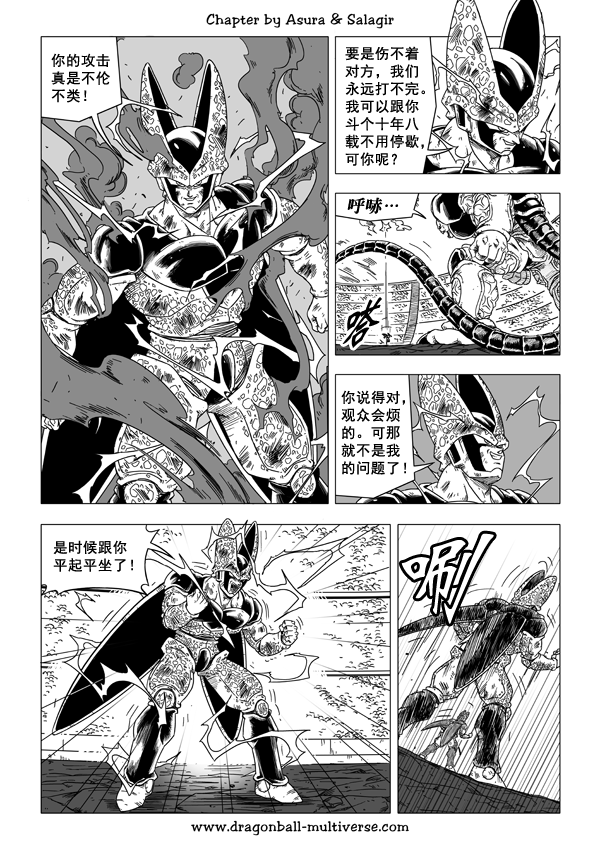 Chapter by Asura & Salagir
你的攻击
真是不伦
不类！
要是伤不着
对方，我们
永远打不完。
我可以跟你
斗个十年八
载不用停歇，
可你呢？
呼哧…
嗒
你说得对，
观众会烦
的。可那
就不是我
的问题了！
是时候跟你
平起平坐了！
唰
www.dragonball-multiverse.com